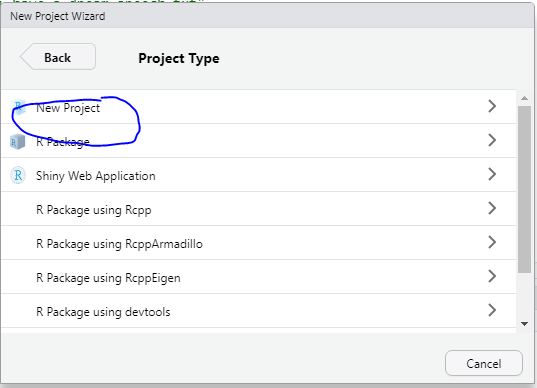 New Project Wizard
Back
Project Type
New Project
R Package
R Shiny Web Application
R Package using Rcpp
R Package using RcppArmadillo
R Package using RcppEigen
R Package using devtools
Cancel